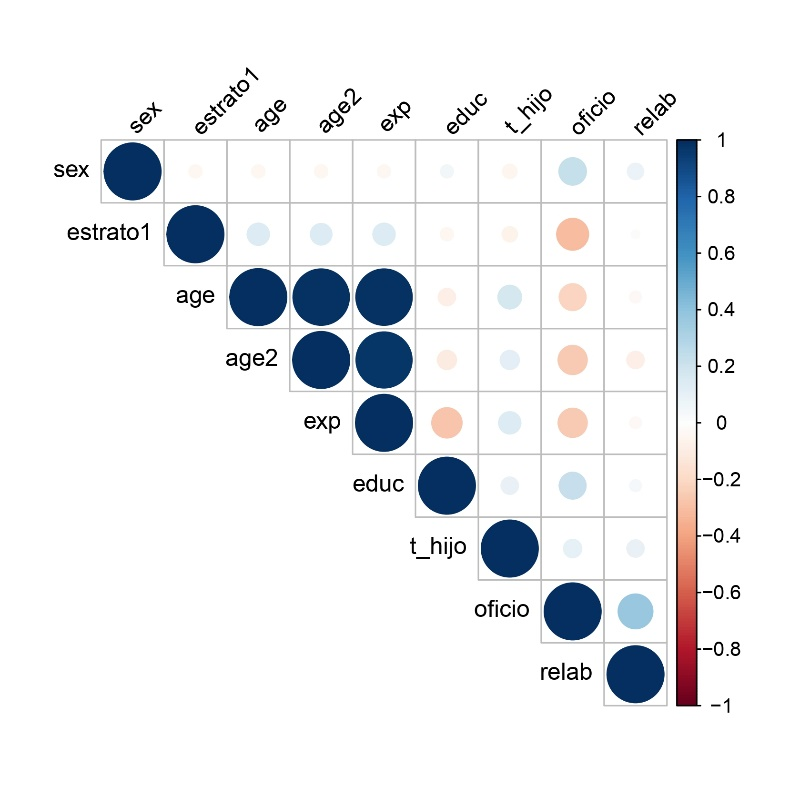 sex
estrato1
age
age2
exp
educ
t_hijo
oficio
relab
sex
estrato1
age
age2
exp
educ
t_hijo
oficio
relab
1
0.8
0.6
0.4
0.2
0
−0.2
−0.4
−0.6
−0.8
−1